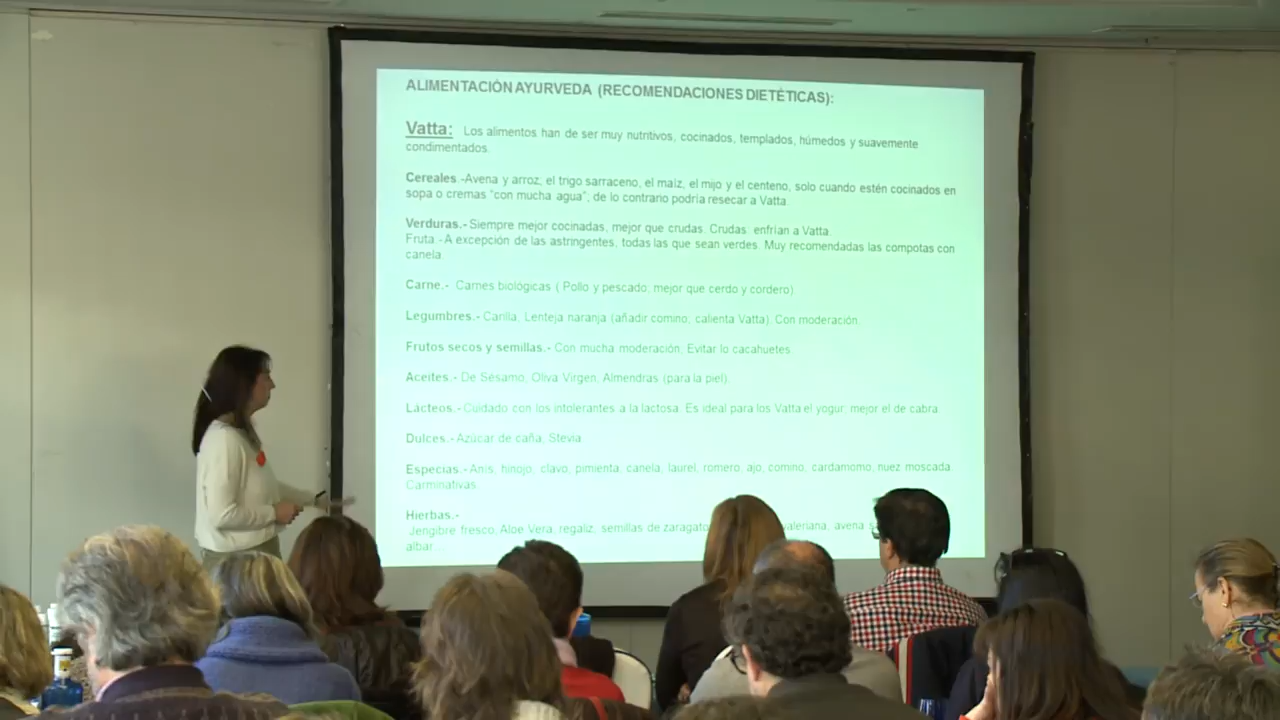 ALIMENTACIÓN AYURVEDA (RECOMENDACIONES DIETÉTICAS):
Vatta: Los alimentos han de ser muy nutritivos, cocinados, templados, húmedos y suavemente
condimentados.
Cereales.-Avena y arroz, el trigo sarraceno, el maíz, el mijo y el centeno, solo cuando estén cocinados en
sopa o cremas "con mucha agua", de lo contrario podría resecar a Vatta.
Verduras.- Siempre mejor cocinadas, mejor que crudas. Crudas: enfrían a Vatta.
Fruta.- A excepción de las astringentes, todas las que sean verdes. Muy recomendadas las compotas con
canela.
Carne.- Carnes biológicas ( Pollo y pescado, mejor que cerdo y cordero).
Legumbres.- Carilla, Lenteja naranja (añadir comino; calienta Vatta). Con moderación.
Frutos secos y semillas.- Con mucha moderación. Evitar lo cacahuetes.
Aceites.- De Sésamo, Oliva Virgen, Almendras (para la piel).
Lácteos.- Cuidado con los intolerantes a la lactosa. Es ideal para los Vatta el yogur, mejor el de cabra.
Dulces.- Azúcar de caña, Stevia.
Especias.- Anís, hinojo, clavo, pimienta, canela, laurel, romero, ajo, comino, cardamomo, nuez moscada.
Carminativas.
Hierbas.-
Jengibre fresco, Aloe Vera, regaliz, semillas de zaragato valeriana, avena
albar...